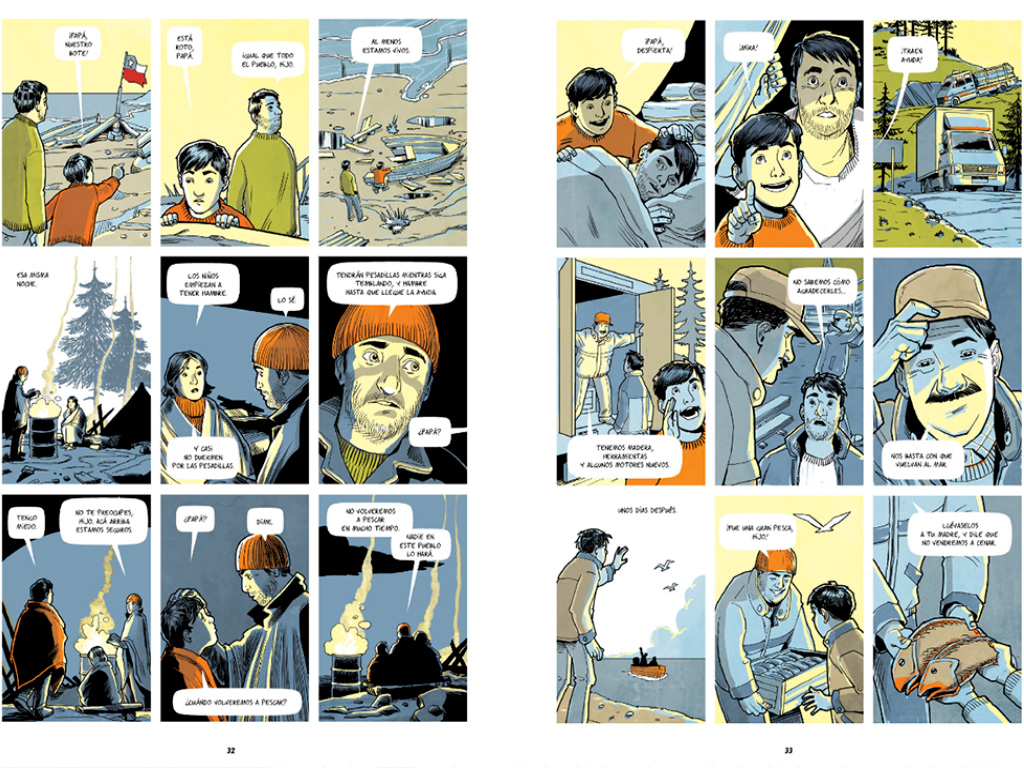 ¡PAPÁ,
NUESTRO
BOTE!
ESTÁ
ROTO,
PAPÁ.
IGUAL QUE TODO
EL PUEBLO, HIJO.
AL MENOS
ESTAMOS VIVOS.
ESA MISMA
NOCHE.
LOS NIÑOS
EMPIEZAN A
TENER HAMBRE.
LO SÉ.
Y CASI
NO DUERMEN
POR LAS PESADILLAS.
TENDRÁN PESADILLAS MIENTRAS SIGA
TEMBLANDO, Y HAMBRE
HASTA QUE LLEGUE LA AYUDA.
¿PAPÁ?
TENGO
MIEDO.
NO TE PREOCUPES,
HIJO. ACÁ ARRIBA
ESTAMOS SEGUROS.
¿PAPÁ?
DIME.
¿CUÁNDO VOLVEREMOS A PESCAR?
NO VOLVEREMOS
A PESCAR
EN MUCHO TIEMPO.
NADIE EN
ESTE PUEBLO
LO HARÁ.
32
¡PAPÁ,
DESPIERTA!
¡MIRA!
¡TRAEN
AYUDA!
TENEMOS MADERA,
HERRAMIENTAS
Y ALGUNOS MOTORES NUEVOS.
NO SABEMOS CÓMO
AGRADECERLES...
NOS BASTA CON QUE
VUELVAN AL MAR.
UNOS DÍAS DESPUÉS.
¡FUE UNA GRAN PESCA,
HIJO!
LLÉVASELOS
A TU MADRE, Y DILE QUE
NO VENDREMOS A CENAR.
33